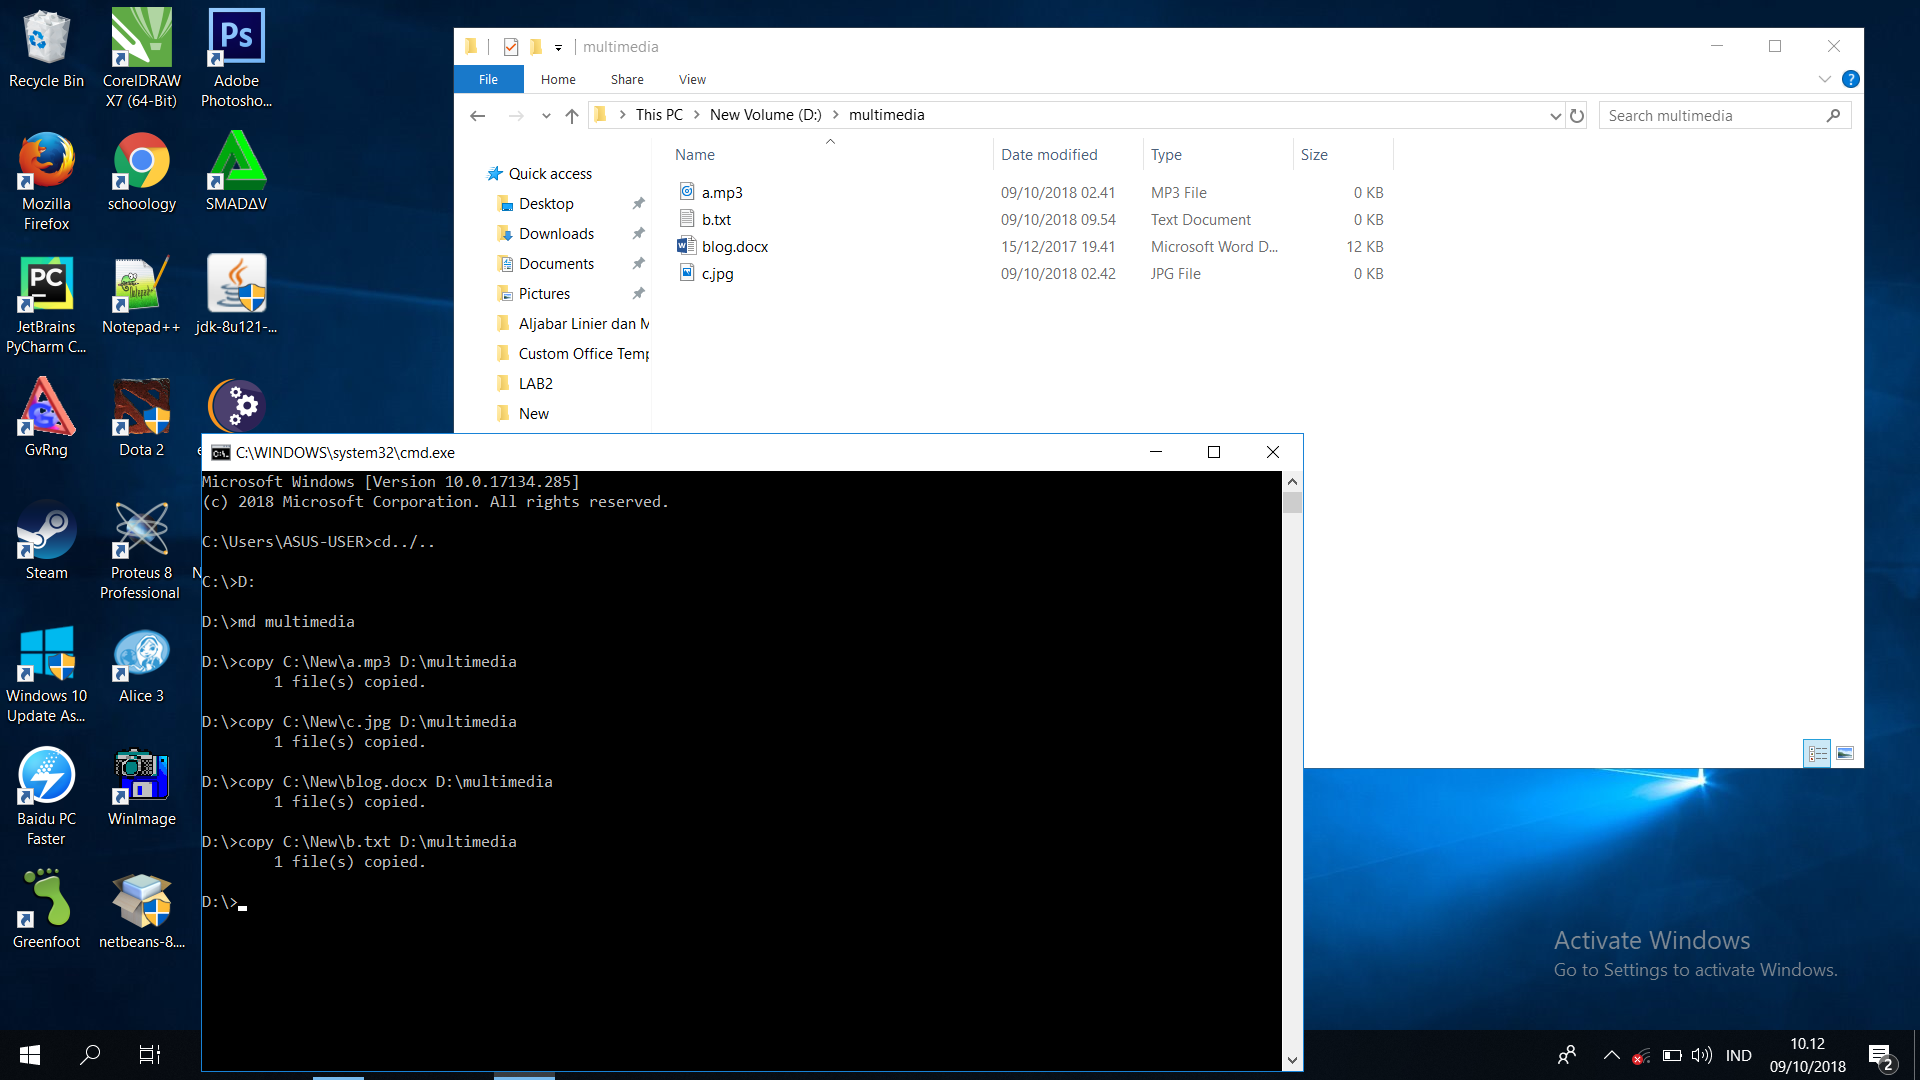 Recycle Bin
CorelDRAW
X7 (64-Bit)
Ps
Adobe
Photosho...
Mozilla
Firefox
schoology
SMADΔV
PC
JetBrains
PyCharm C...
Notepad++
jdk-8u121-...
GvRng
Dota 2
Steam
Proteus 8
Professional
Windows 10
Update As...
Alice 3
Baidu PC
Faster
WinImage
Greenfoot
netbeans-8....
multimedia
File
Home
Share
View
This PC
New Volume (D:)
multimedia
Search multimedia
Name
Date modified
Type
Size
Quick access
Desktop
Downloads
Documents
Pictures
Aljabar Linier dan M
Custom Office Temp
LAB2
New
a.mp3 09/10/2018 02.41 MP3 File 0 KB
b.txt 09/10/2018 09.54 Text Document 0 KB
blog.docx 15/12/2017 19.41 Microsoft Word D... 12 KB
c.jpg 09/10/2018 02.42 JPG File 0 KB
C:\WINDOWS\system32\cmd.exe
Microsoft Windows [Version 10.0.17134.285]
(c) 2018 Microsoft Corporation. All rights reserved.
C:\Users\ASUS-USER>cd../..
C:\>D:
D:\>md multimedia
D:\>copy C:\New\a.mp3 D:\multimedia
1 file(s) copied.
D:\>copy C:\New\c.jpg D:\multimedia
1 file(s) copied.
D:\>copy C:\New\blog.docx D:\multimedia
1 file(s) copied.
D:\>copy C:\New\b.txt D:\multimedia
1 file(s) copied.
D:\>
Activate Windows
Go to Settings to activate Windows.
IND
10.12
09/10/2018
2